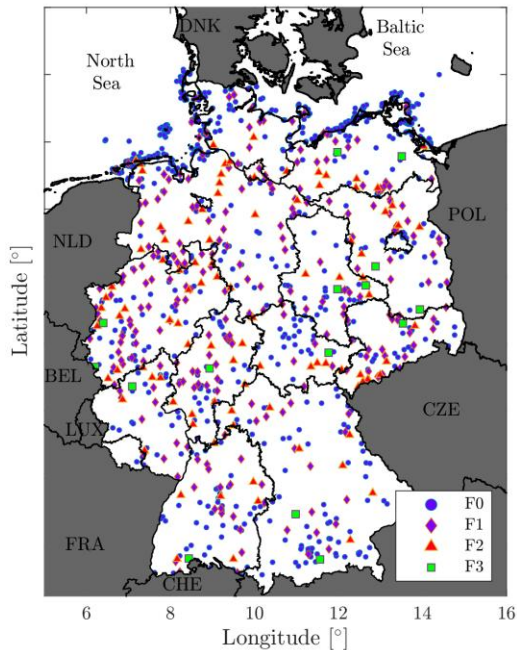 DNK
North
Sea
Baltic
Sea
POL
NLD
BEL
LUX
CZE
FRA
CHE
Latitude [°]
F0
F1
F2
F3
6
8
10
12
14
16
Longitude [°]